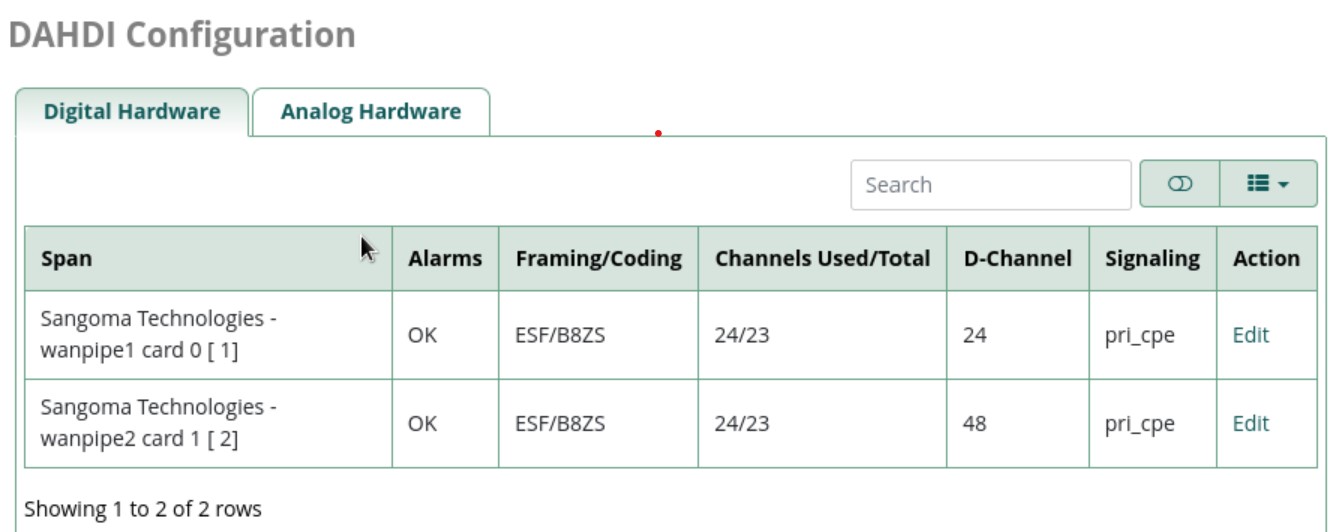 DAHDI Configuration
Digital Hardware
Analog Hardware
Search
Span Alarms Framing/Coding Channels Used/Total D-Channel Signaling Action
Sangoma Technologies -
wanpipe1 card 0 [ 1] OK ESF/B8ZS 24/23 24 pri_cpe Edit
Sangoma Technologies -
wanpipe2 card 1 [ 2] OK ESF/B8ZS 24/23 48 pri_cpe Edit
Showing 1 to 2 of 2 rows